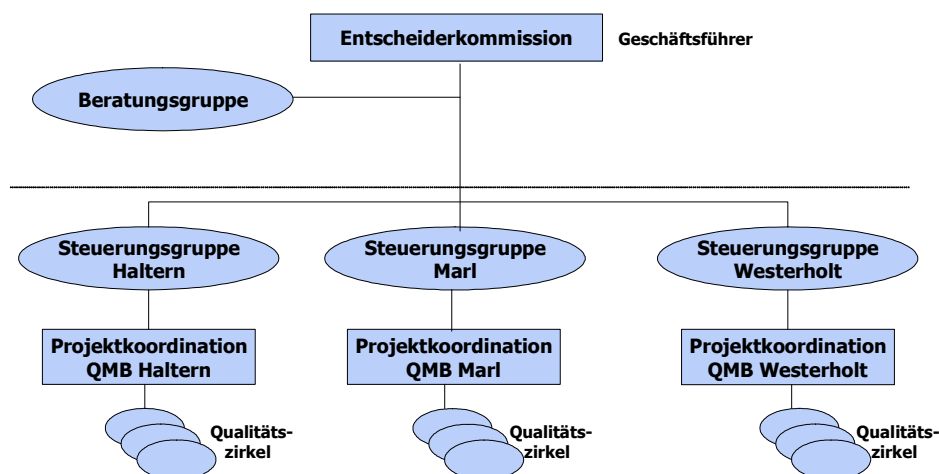 Entscheiderkommission
Geschäftsführer
Beratungsgruppe
Steuerungsgruppe
Haltern
Steuerungsgruppe
Marl
Steuerungsgruppe
Westerholt
Projektkoordination
QMB Haltern
Projektkoordination
QMB Marl
Projektkoordination
QMB Westerholt
Qualitäts-
zirkel
Qualitäts-
zirkel
Qualitäts-
zirkel